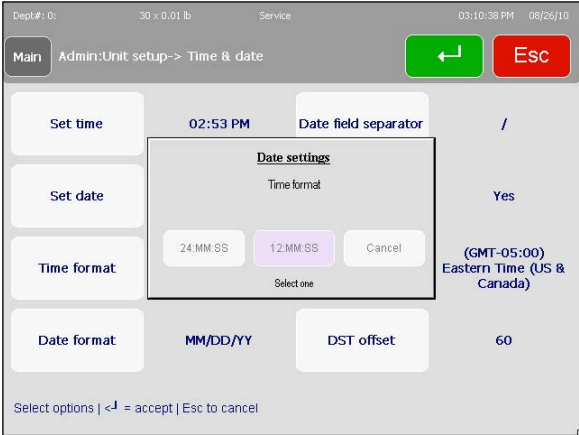 Dept#: 0: 30 x 0.01 lb Service 03:10:38 PM 08/26/10
Main Admin:Unit setup-> Time & date Esc
Set time 02:53 PM Date field separator /
Date settings
Time format
Set date Yes
24:MM:SS 12:MM:SS Cancel
Time format (GMT-05:00)
Eastern Time (US &
Canada)
Select one
Date format MM/DD/YY DST offset 60
Select options | <┘ = accept | Esc to cancel